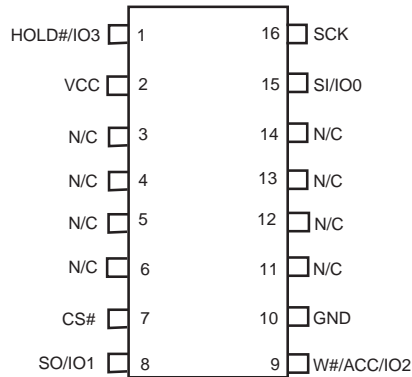 HOLD#/IO3 1 16 SCK
VCC 2 15 SI/IO0
N/C 3 14 N/C
N/C 4 13 N/C
N/C 5 12 N/C
N/C 6 11 N/C
CS# 7 10 GND
SO/IO1 8 9 W#/ACC/IO2